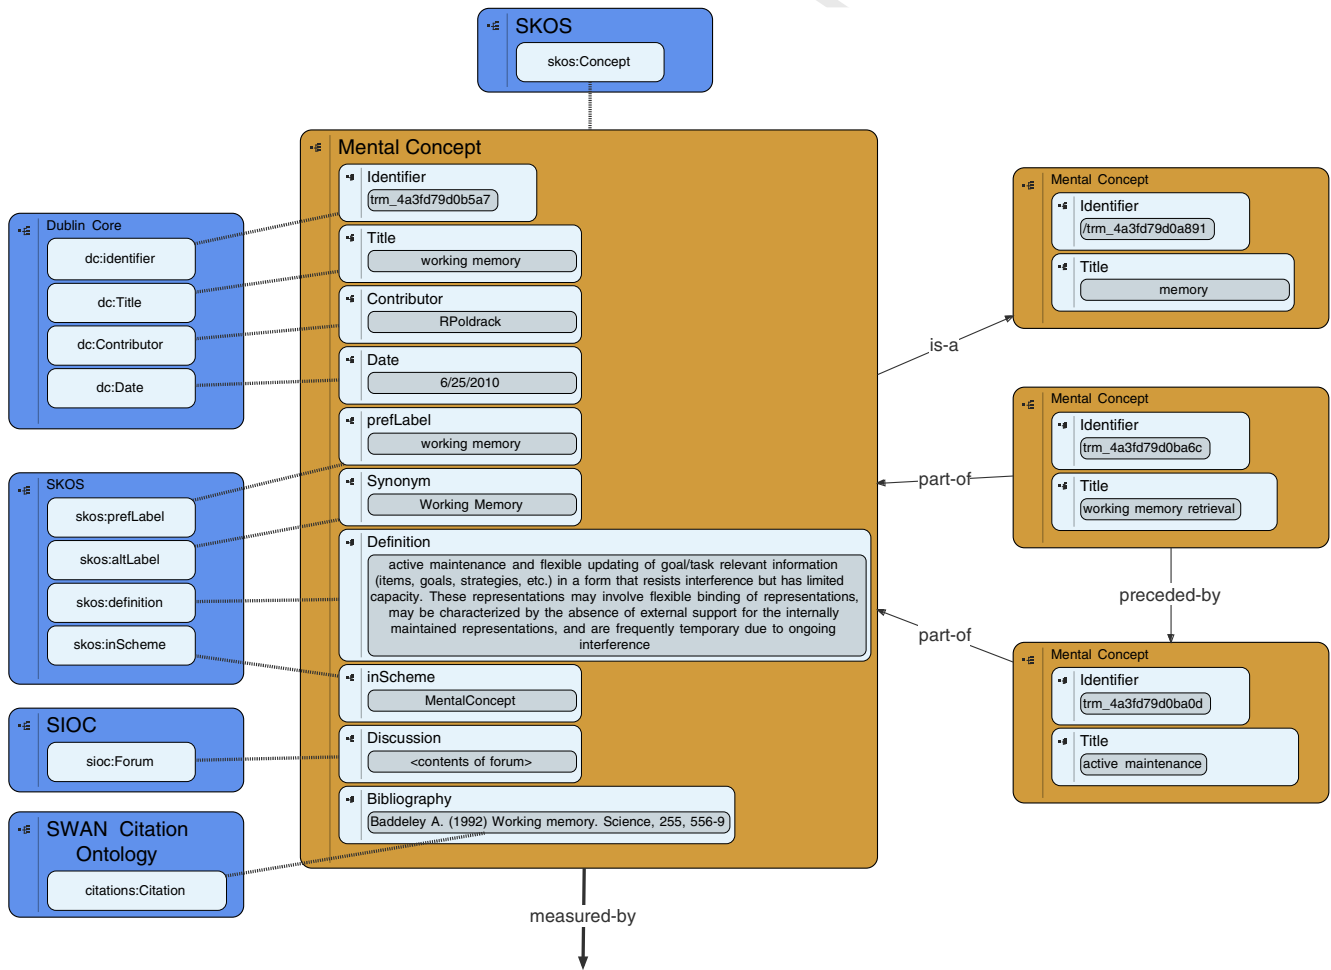 SKOS
skos:Concept
Mental Concept
Identifier
trm_4a3fd79d0b5a7
Title
working memory
Contributor
RPoldrack
Date
6/25/2010
prefLabel
working memory
Synonym
Working Memory
Definition
active maintenance and flexible updating of goal/task relevant information
(items, goals, strategies, etc.) in a form that resists interference but has limited
capacity. These representations may involve flexible binding of representations,
may be characterized by the absence of external support for the internally
maintained representations, and are frequently temporary due to ongoing
interference
inScheme
MentalConcept
Discussion
<contents of forum>
Bibliography
Baddeley A. (1992) Working memory. Science, 255, 556-9
measured-by
Dublin Core
dc:identifier
dc:Title
dc:Contributor
dc:Date
SKOS
skos:prefLabel
skos:altLabel
skos:definition
skos:inScheme
SIOC
sioc:Forum
SWAN Citation
Ontology
citations:Citation
is-a
Mental Concept
Identifier
/trm_4a3fd79d0a891
Title
memory
part-of
Mental Concept
Identifier
trm_4a3fd79d0ba6c
Title
working memory retrieval
preceded-by
part-of
Mental Concept
Identifier
trm_4a3fd79d0ba0d
Title
active maintenance